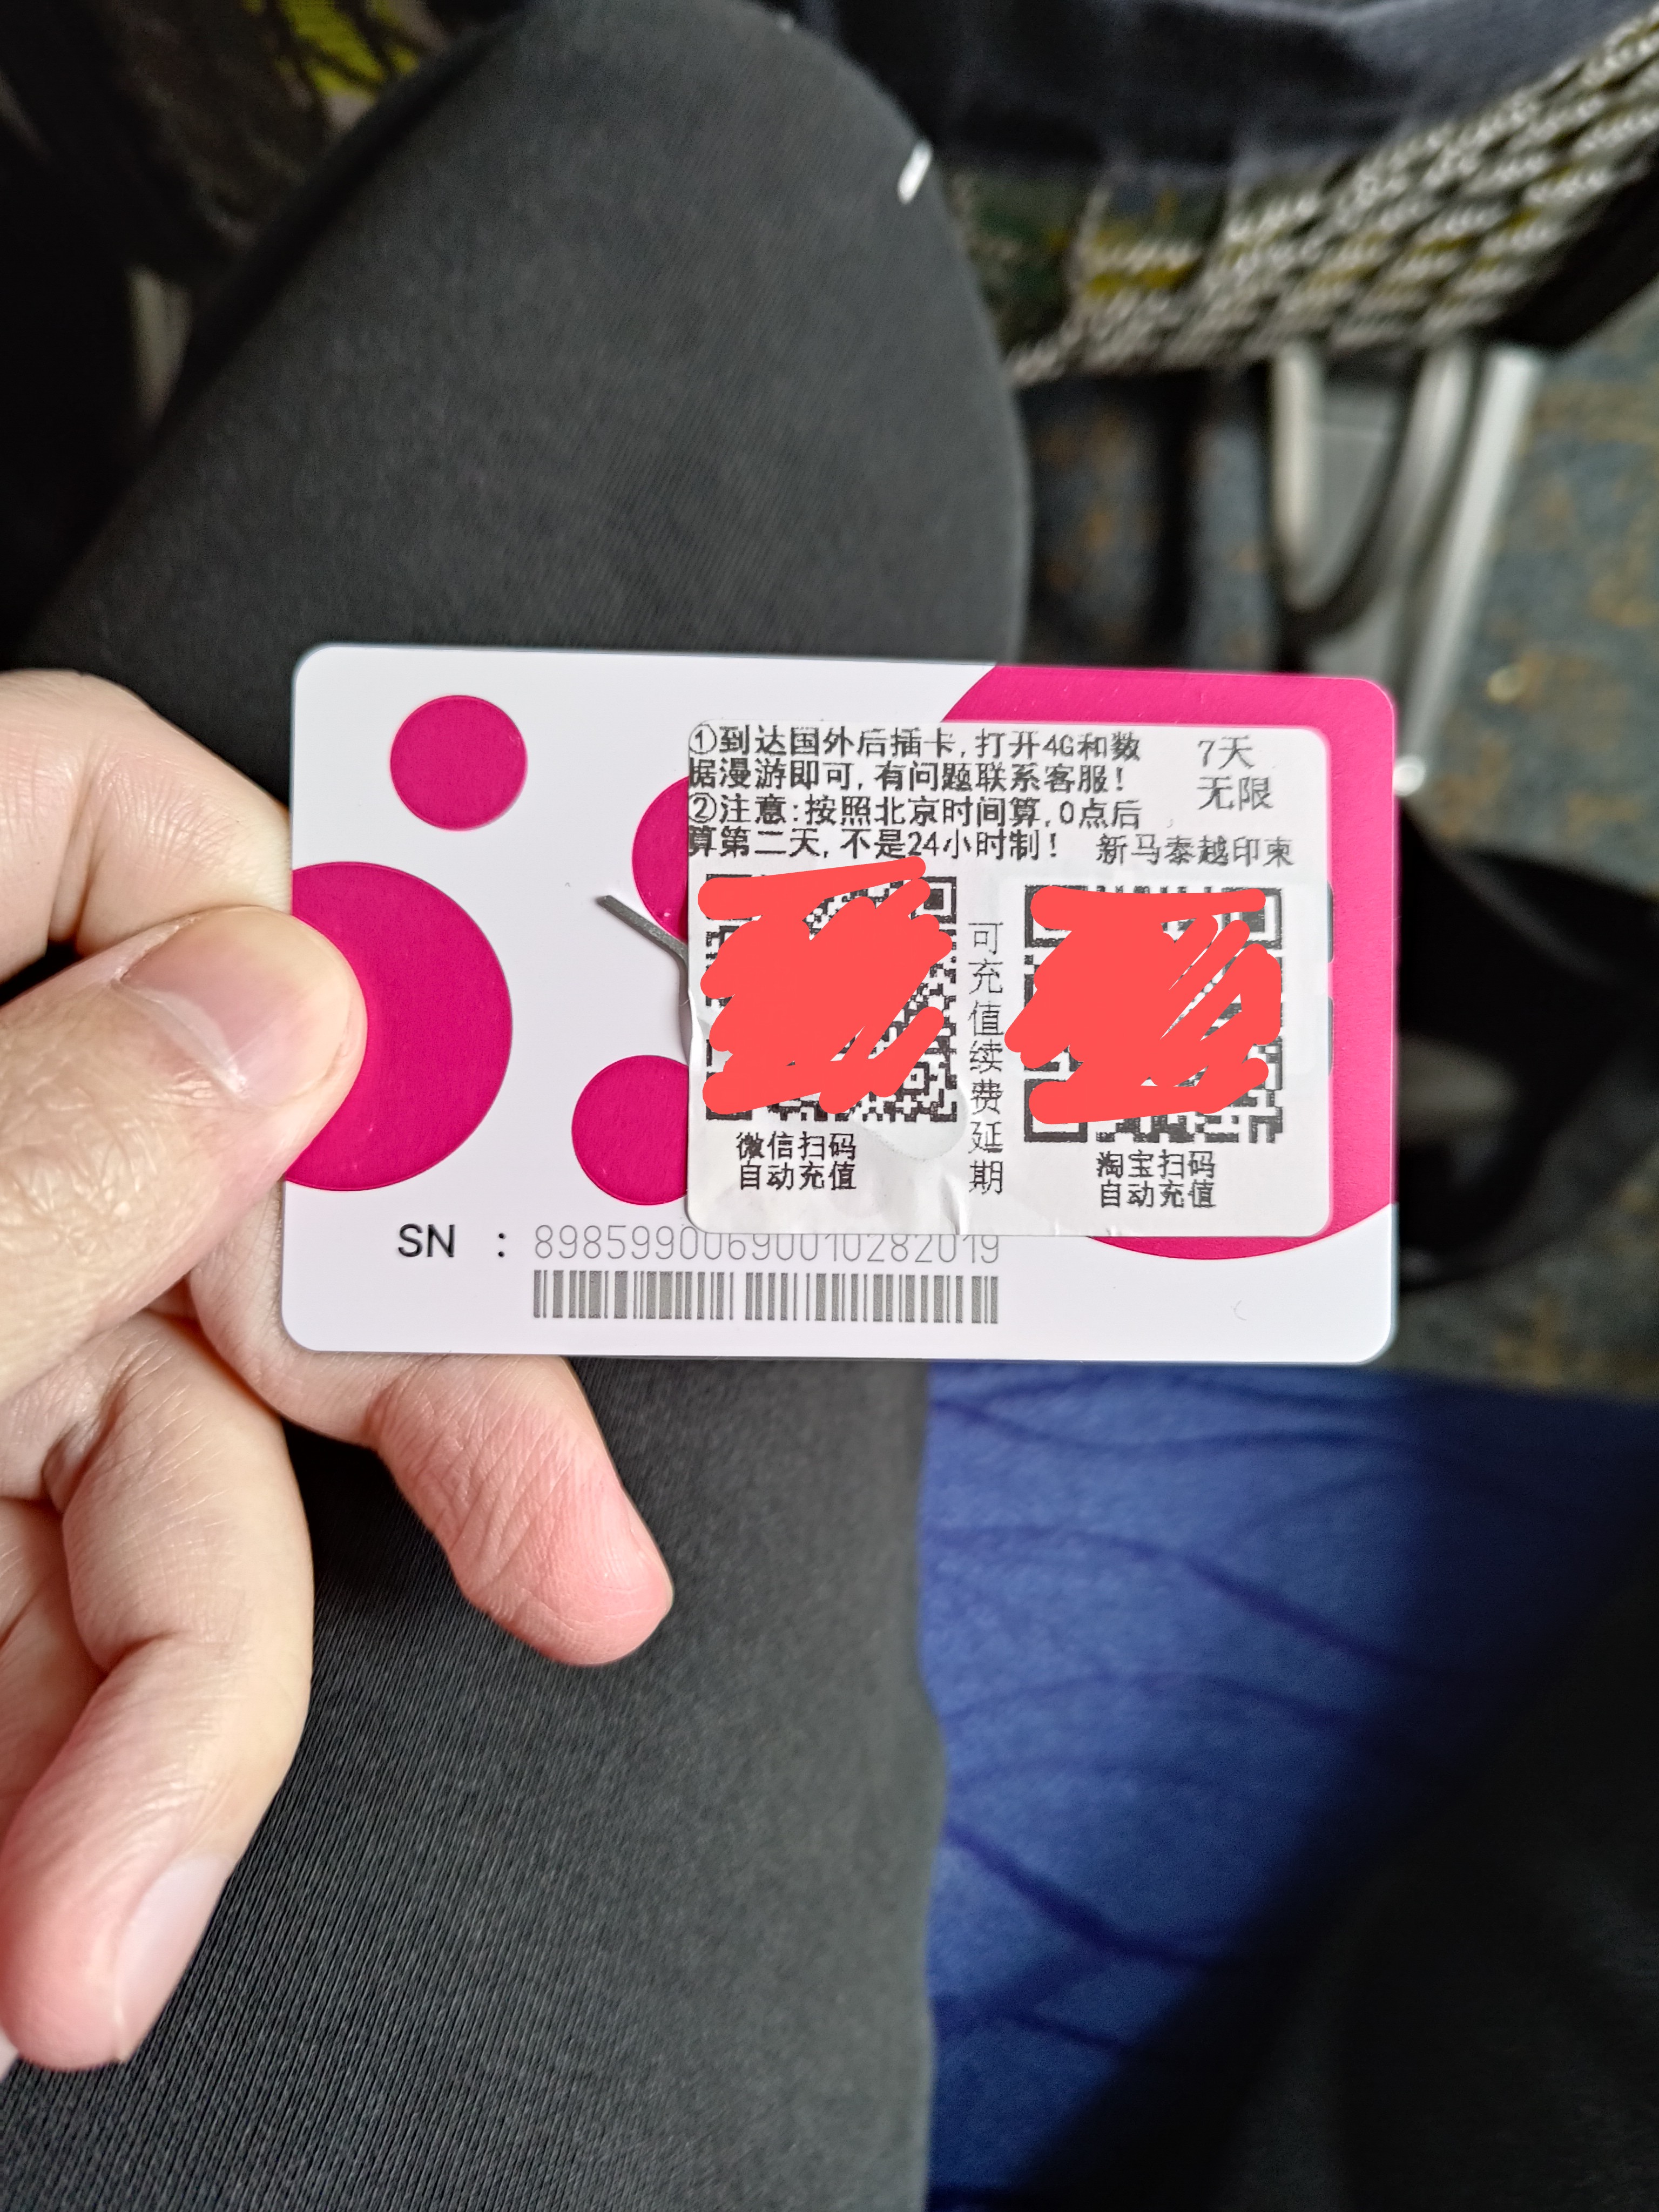 ①到达国外后插卡,打开4G和数
据漫游即可,有问题联系客服!
②注意:按照北京时间算,0点后
算第二天,不是24小时制!
7天
无限
新马泰越印柬
可充值续费延期
微信扫码
自动充值
淘宝扫码
自动充值
SN : 89859900690010282019